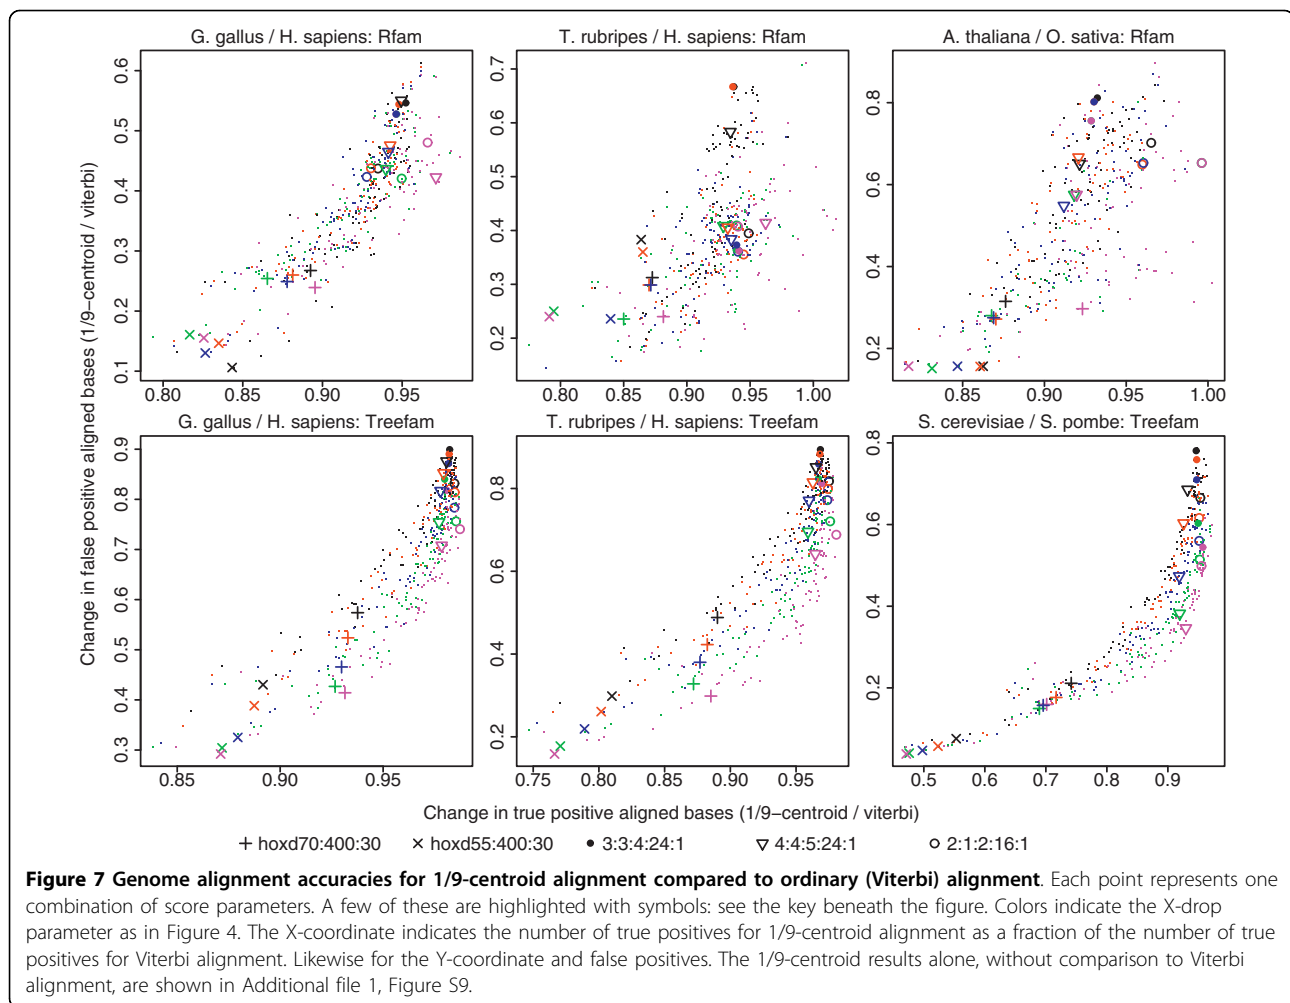 G. gallus / H. sapiens: Rfam
T. rubripes / H. sapiens: Rfam
A. thaliana / O. sativa: Rfam
0.6
0.5
0.4
0.3
0.2
0.1
0.80 0.85 0.90 0.95
0.7
0.6
0.5
0.4
0.3
0.2
0.80 0.85 0.90 0.95 1.00
0.8
0.6
0.4
0.2
0.85 0.90 0.95 1.00
Change in false positive aligned bases (1/9−centroid / viterbi)
G. gallus / H. sapiens: Treefam
T. rubripes / H. sapiens: Treefam
S. cerevisiae / S. pombe: Treefam
0.9
0.8
0.7
0.6
0.5
0.4
0.3
0.85 0.90 0.95
0.8
0.6
0.4
0.2
0.75 0.80 0.85 0.90 0.95
0.8
0.6
0.4
0.2
0.5 0.6 0.7 0.8 0.9
Change in true positive aligned bases (1/9−centroid / viterbi)
+ hoxd70:400:30 × hoxd55:400:30 • 3:3:4:24:1 ▽ 4:4:5:24:1 ○ 2:1:2:16:1
Figure 7 Genome alignment accuracies for 1/9-centroid alignment compared to ordinary (Viterbi) alignment. Each point represents one
combination of score parameters. A few of these are highlighted with symbols: see the key beneath the figure. Colors indicate the X-drop
parameter as in Figure 4. The X-coordinate indicates the number of true positives for 1/9-centroid alignment as a fraction of the number of true
positives for Viterbi alignment. Likewise for the Y-coordinate and false positives. The 1/9-centroid results alone, without comparison to Viterbi
alignment, are shown in Additional file 1, Figure S9.